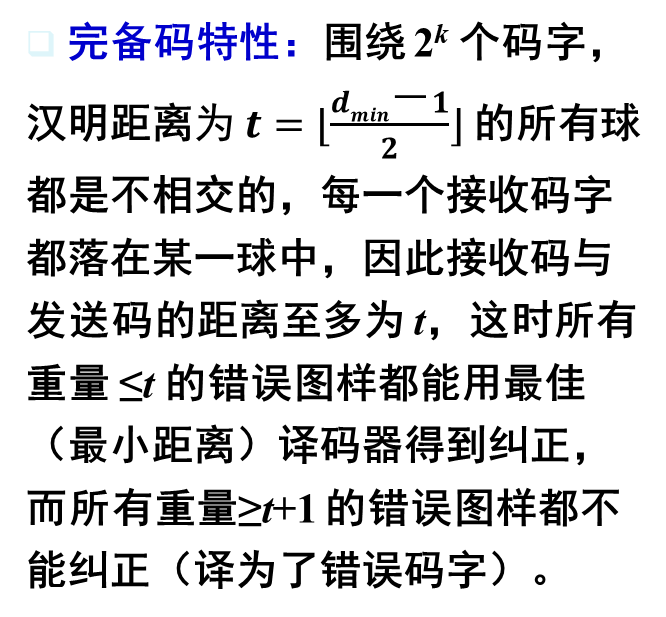 完备码特性：围绕 2^k 个码字，
汉明距离为 t = ⌊(d_min − 1)/2⌋ 的所有球
都是不相交的，每一个接收码字
都落在某一球中，因此接收码与
发送码的距离至多为 t，这时所有
重量 ≤t 的错误图样都能用最佳
（最小距离）译码器得到纠正，
而所有重量≥t+1 的错误图样都不
能纠正（译为了错误码字）。